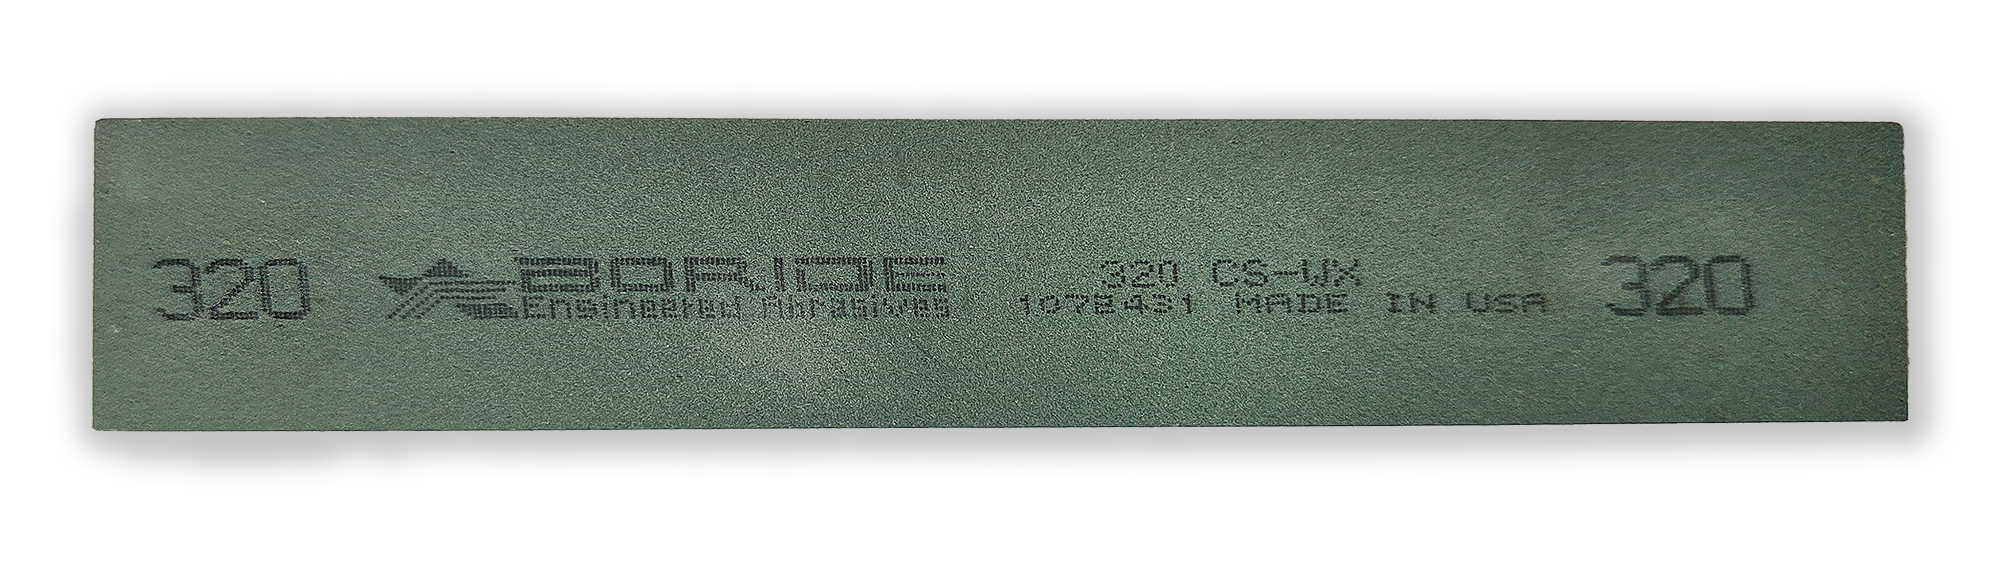 320
BORIDE
Engineered Abrasives
320 CS-WX
1072431 MADE IN USA
320